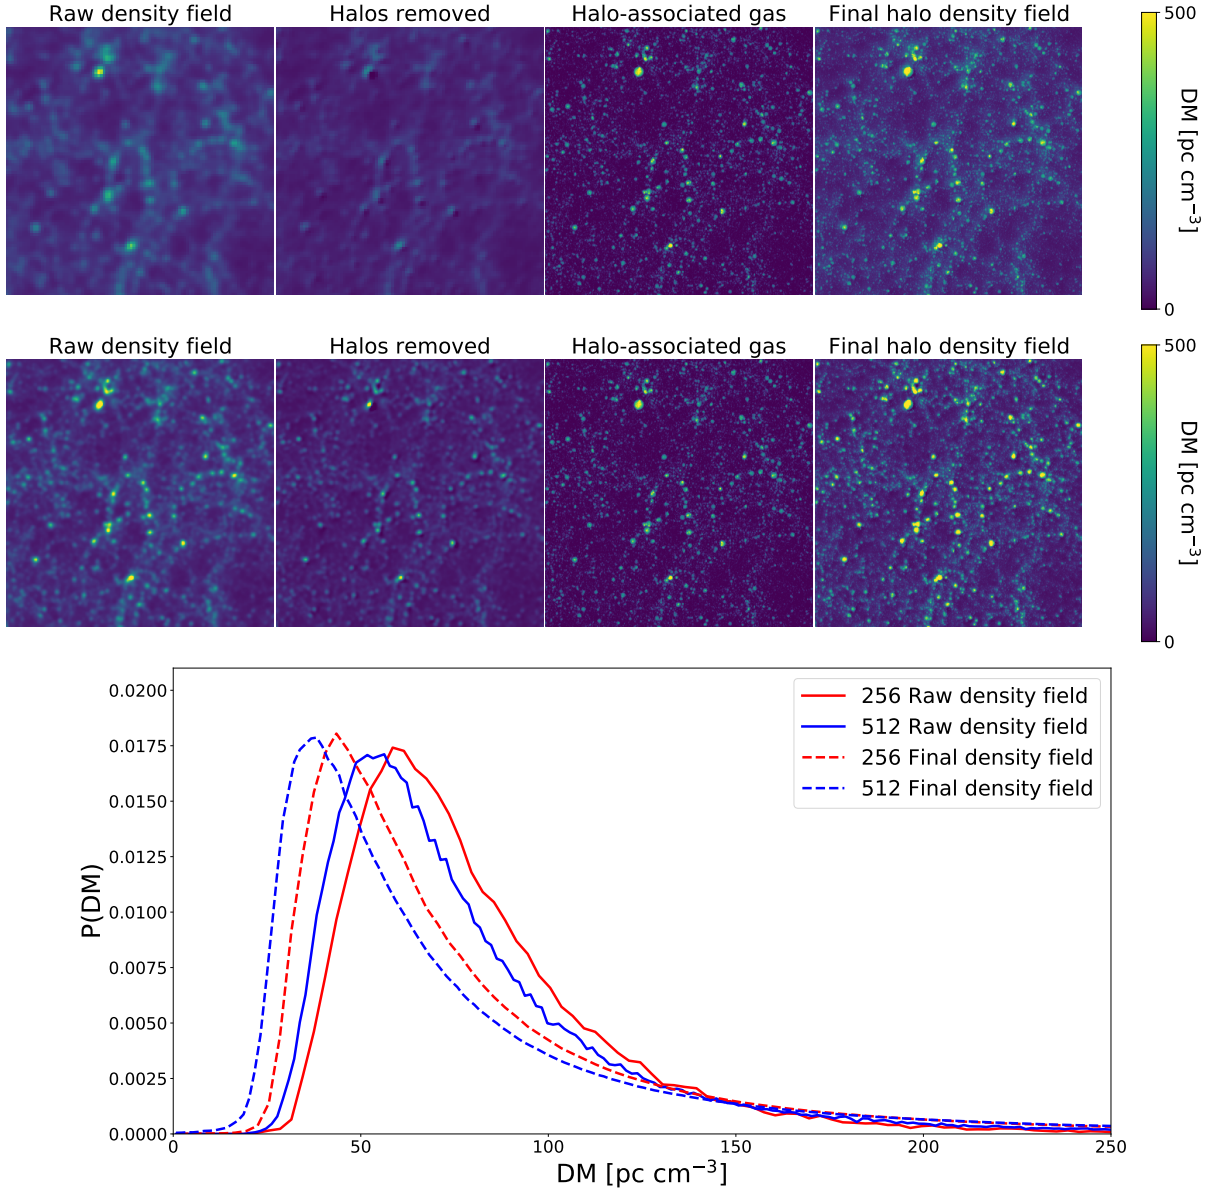 Raw density field Halos removed Halo-associated gas Final halo density field
500
DM [pc cm⁻³]
0
Raw density field Halos removed Halo-associated gas Final halo density field
500
DM [pc cm⁻³]
0
0.0200
0.0175
0.0150
0.0125
0.0100
0.0075
0.0050
0.0025
0.0000
P(DM)
256 Raw density field
512 Raw density field
256 Final density field
512 Final density field
0 50 100 150 200 250
DM [pc cm⁻³]